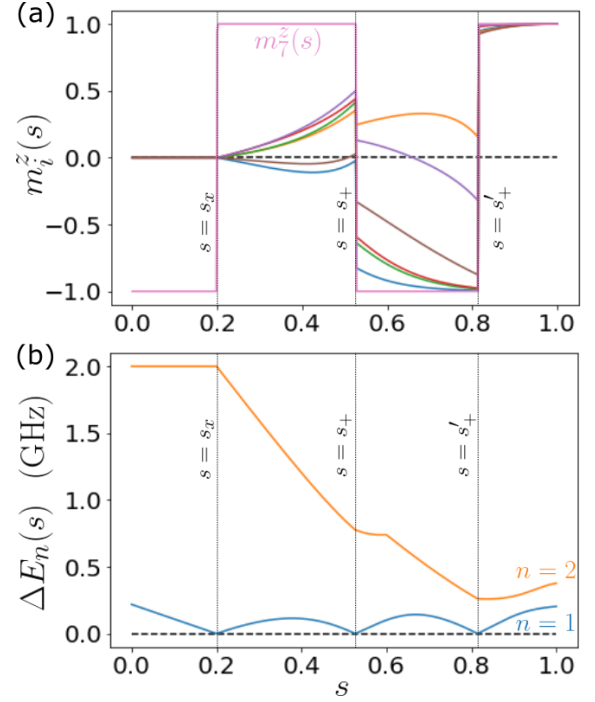 (a)
1.0
0.5
0.0
−0.5
−1.0
m_i^z(s)
m_7^z(s)
s = s_x
s = s_+
s = s'_+
0.0 0.2 0.4 0.6 0.8 1.0
(b)
2.0
1.5
1.0
0.5
0.0
ΔE_n(s) (GHz)
s = s_x
s = s_+
s = s'_+
n = 2
n = 1
0.0 0.2 0.4 0.6 0.8 1.0
s